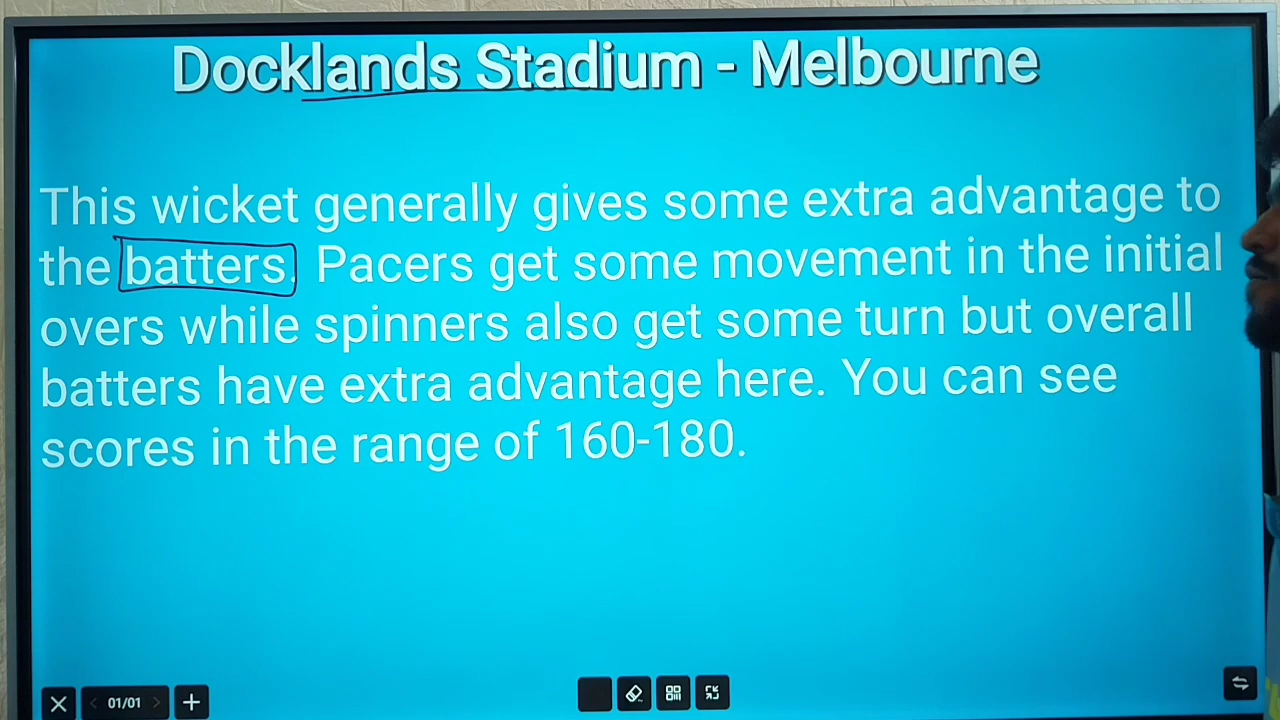 Docklands Stadium - Melbourne
This wicket generally gives some extra advantage to
the batters. Pacers get some movement in the initial
overs while spinners also get some turn but overall
batters have extra advantage here. You can see
scores in the range of 160-180.
01/01